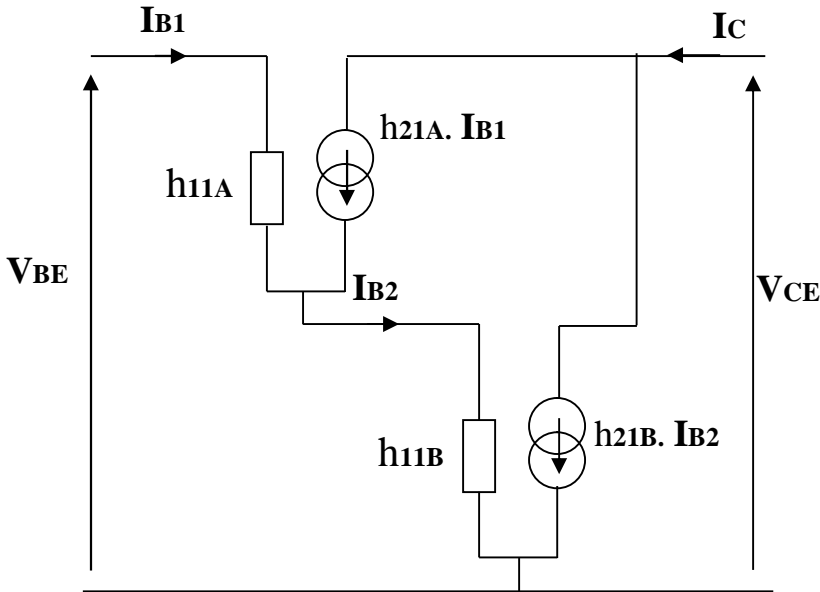 IB1
IC
h21A. IB1
h11A
VBE
IB2
VCE
h11B
h21B. IB2